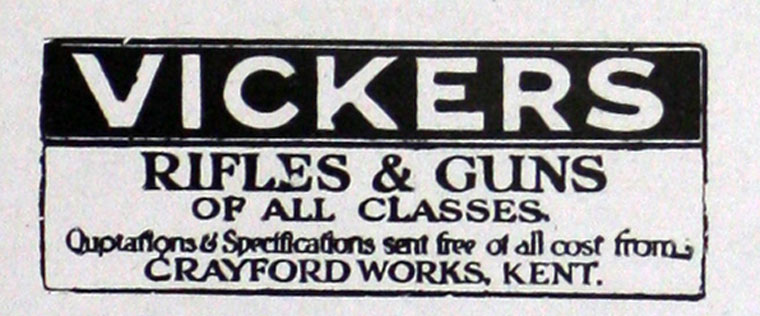 VICKERS
RIFLES & GUNS
OF ALL CLASSES.
Quotations & Specifications sent free of all cost from:
CRAYFORD WORKS, KENT.